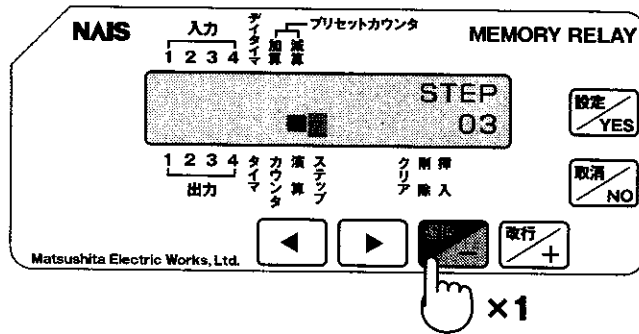 NAIS
入力
1 2 3 4
デイタイマ
加算
減算
プリセットカウンタ
MEMORY RELAY
STEP
03
設定/YES
取消/NO
1 2 3 4
出力
タイマ
カウンタ
演算
ステップ
クリア
削除
挿入
◀ ▶
−
改行/+
Matsushita Electric Works, Ltd.
×1